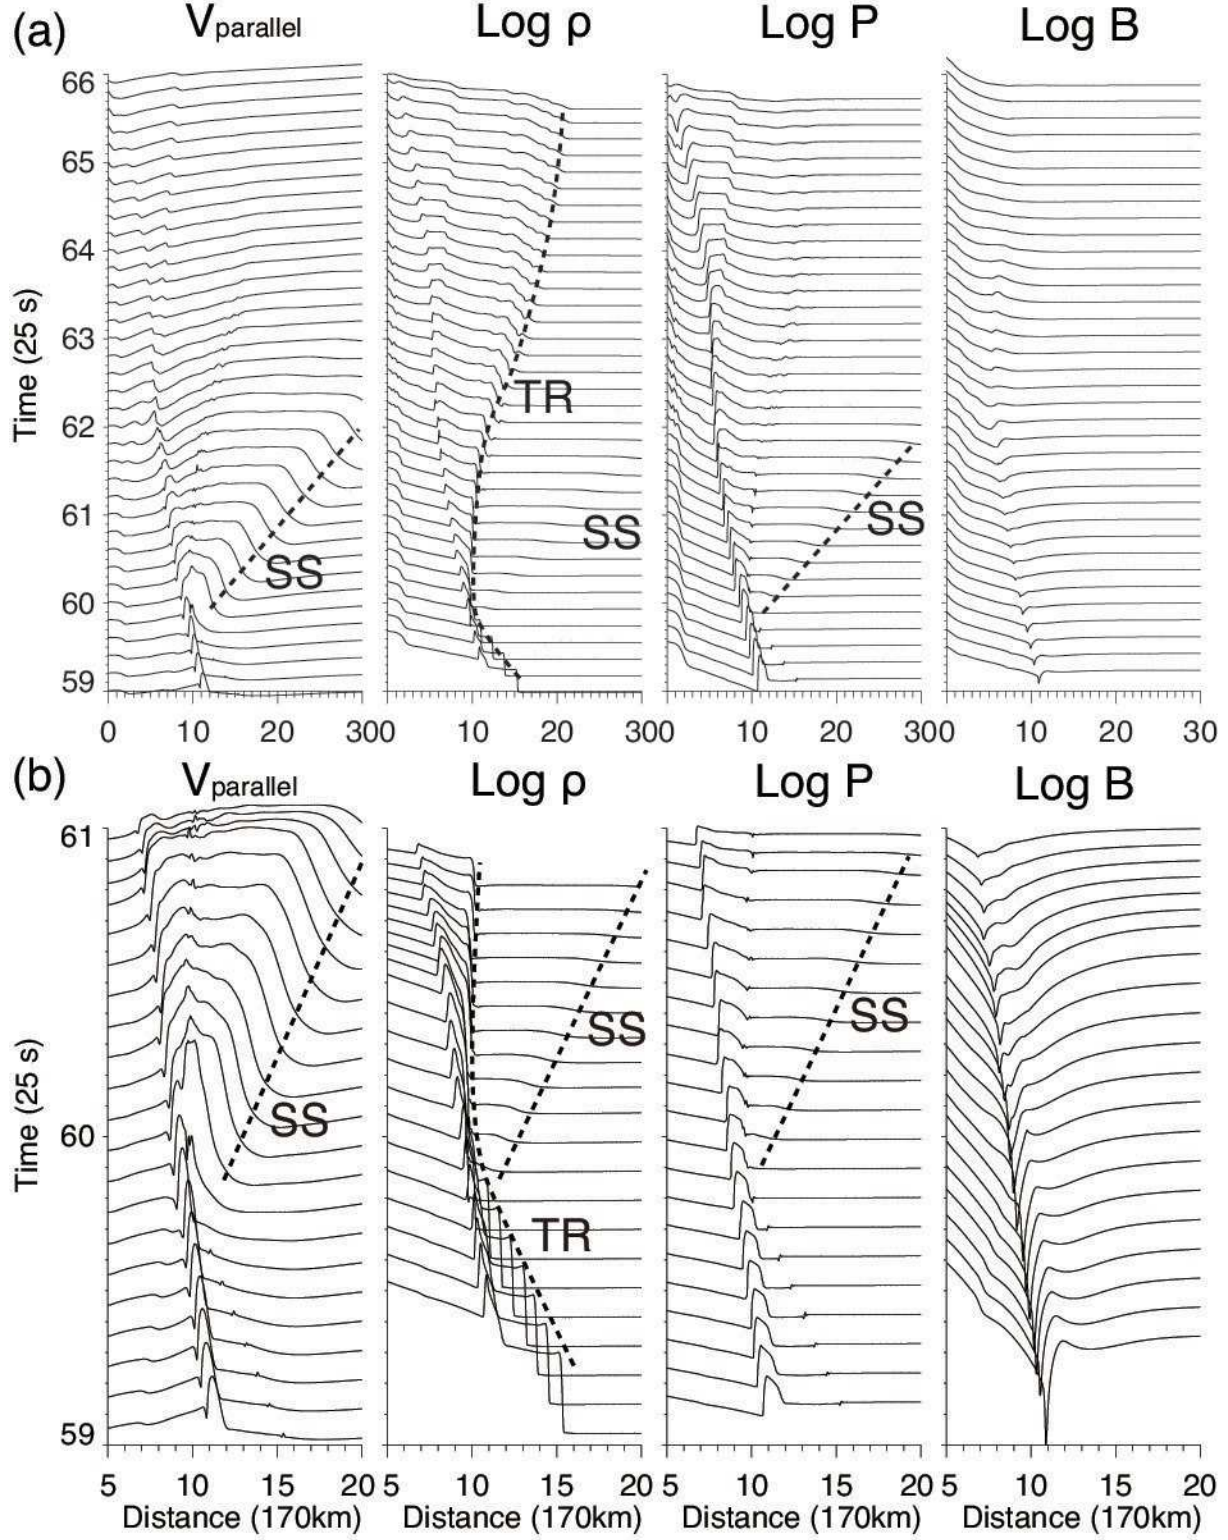 (a) Vparallel Log ρ Log P Log B
66
65
64
63
62
61
60
59
Time (25 s)
TR
SS
SS
SS
0 10 20 300 10 20 300 10 20 300 10 20 30
(b) Vparallel Log ρ Log P Log B
61
60
59
Time (25 s)
SS
SS
SS
TR
5 10 15 20 5 10 15 20 5 10 15 20 5 10 15 20
Distance (170km) Distance (170km) Distance (170km) Distance (170km)